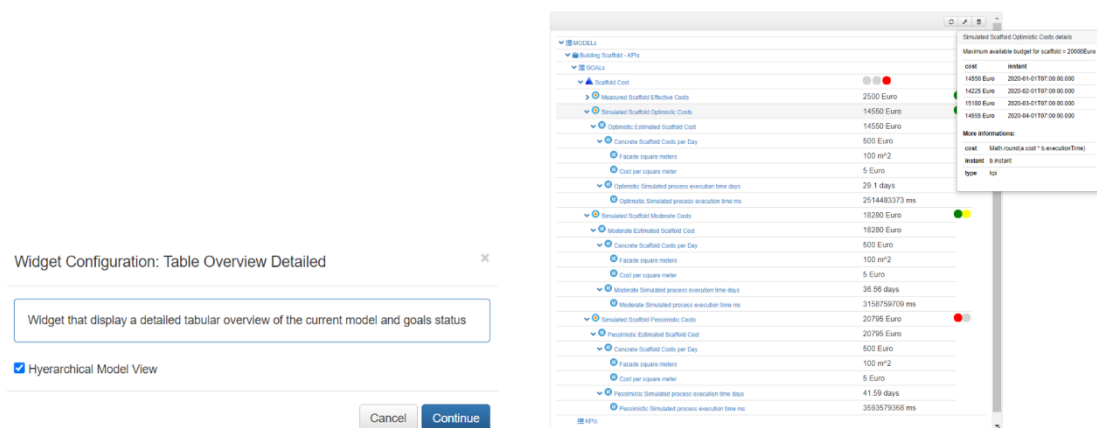 Widget Configuration: Table Overview Detailed
×
Widget that display a detailed tabular overview of the current model and goals status
Hyerarchical Model View
Cancel
Continue
MODELs
Building Scaffold - KPIs
GOALs
Scaffold Cost
Measured Scaffold Effective Costs 2500 Euro
Simulated Scaffold Optimistic Costs 14550 Euro
Optimistic Estimated Scaffold Cost 14550 Euro
Concrete Scaffold Costs per Day 500 Euro
Facade square meters 100 m^2
Cost per square meter 5 Euro
Optimistic Simulated process execution time days 29.1 days
Optimistic Simulated process execution time ms 2514483373 ms
Simulated Scaffold Moderate Costs 18280 Euro
Moderate Estimated Scaffold Cost 18280 Euro
Concrete Scaffold Costs per Day 500 Euro
Facade square meters 100 m^2
Cost per square meter 5 Euro
Moderate Simulated process execution time days 36.56 days
Moderate Simulated process execution time ms 3158759709 ms
Simulated Scaffold Pessimistic Costs 20795 Euro
Pessimistic Estimated Scaffold Cost 20795 Euro
Concrete Scaffold Costs per Day 500 Euro
Facade square meters 100 m^2
Cost per square meter 5 Euro
Pessimistic Simulated process execution time days 41.59 days
Pessimistic Simulated process execution time ms 3593579368 ms
KPIs
Simulated Scaffold Optimistic Costs details
Maximum available budget for scaffold = 20000Euro
cost instant
14550 Euro 2020-01-01T07:00:00.000
14225 Euro 2020-02-01T07:00:00.000
15180 Euro 2020-03-01T07:00:00.000
14555 Euro 2020-04-01T07:00:00.000
More informations:
cost Math.round(a.cost * b.executionTime)
instant b.instant
type kpi